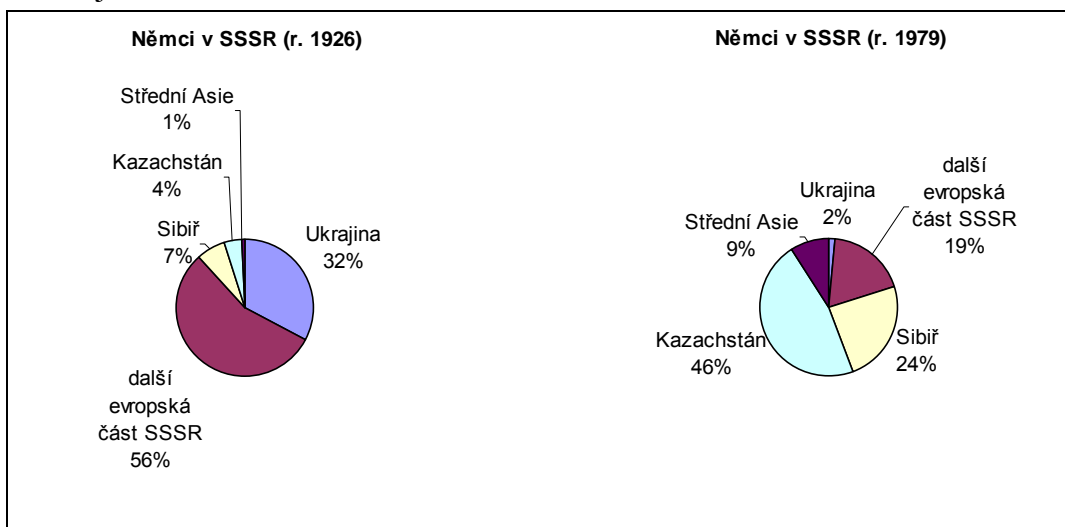 Němci v SSSR (r. 1926)
Střední Asie
1%
Kazachstán
4%
Sibiř
7%
Ukrajina
32%
další
evropská
část SSSR
56%
Němci v SSSR (r. 1979)
Ukrajina
2%
další
evropská
část SSSR
19%
Střední Asie
9%
Kazachstán
46%
Sibiř
24%